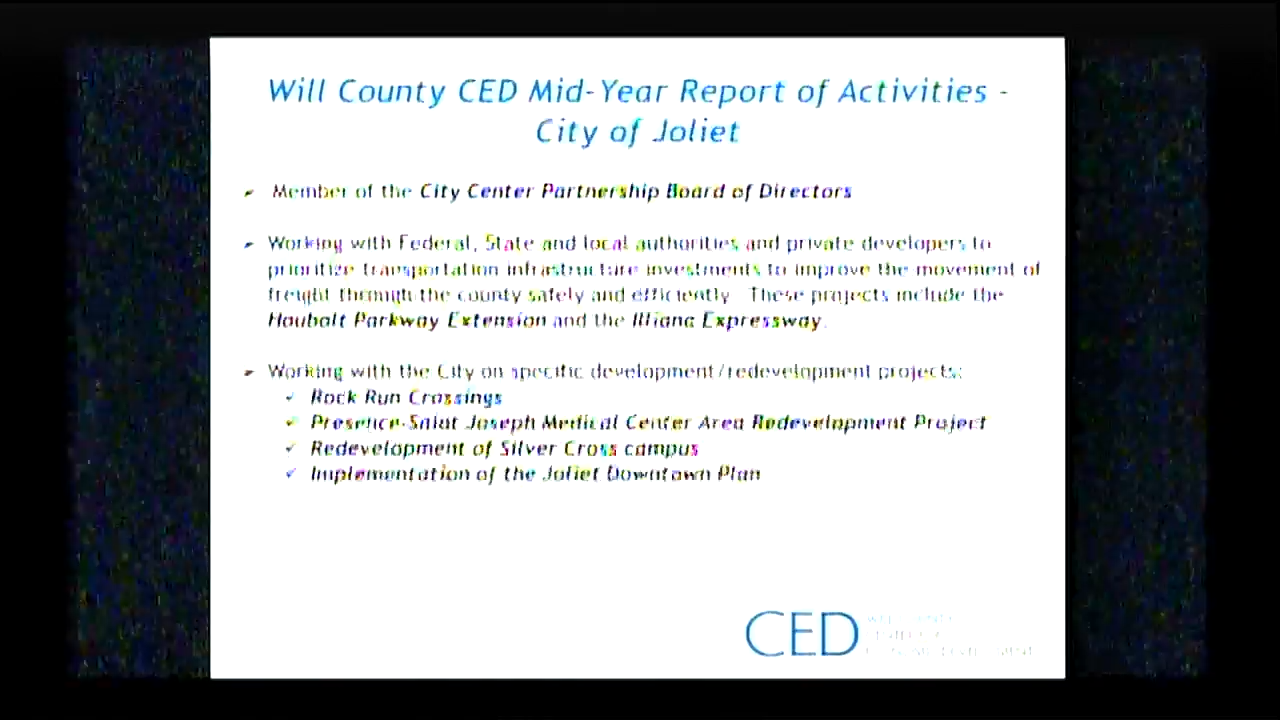 Will County CED Mid-Year Report of Activities -
City of Joliet
Member of the City Center Partnership Board of Directors
Working with Federal, State and local authorities and private developers to
prioritize transportation infrastructure investments to improve the movement of
freight through the county safely and efficiently. These projects include the
Houbolt Parkway Extension and the Illiana Expressway.
Working with the City on specific development/redevelopment projects:
Rock Run Crossings
Presence-Saint Joseph Medical Center Area Redevelopment Project
Redevelopment of Silver Cross campus
Implementation of the Joliet Downtown Plan
CED